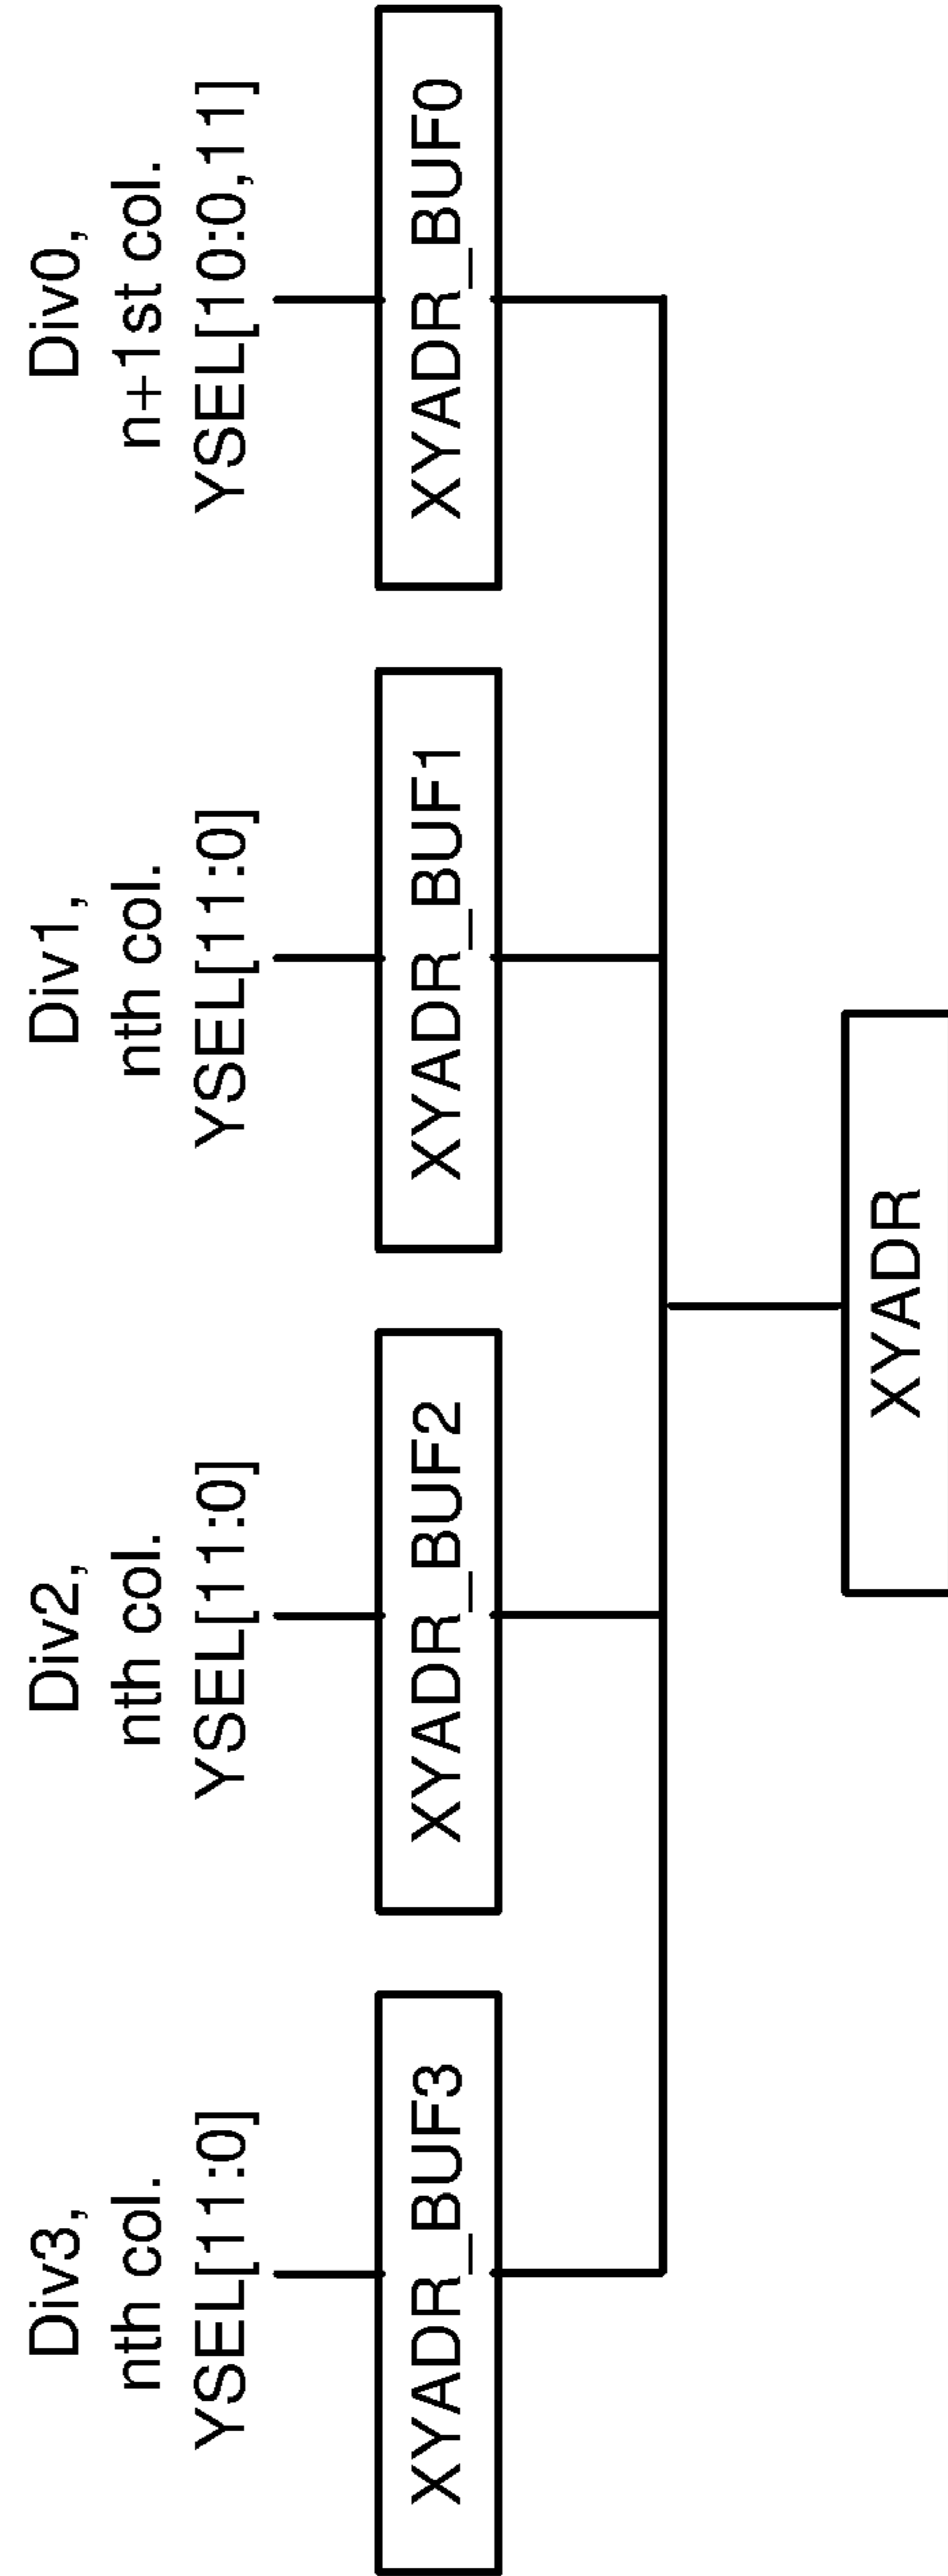 Div3,
nth col.
YSEL[11:0]
Div2,
nth col.
YSEL[11:0]
Div1,
nth col.
YSEL[11:0]
Div0,
n+1st col.
YSEL[10:0,11]
XYADR_BUF3
XYADR_BUF2
XYADR_BUF1
XYADR_BUF0
XYADR